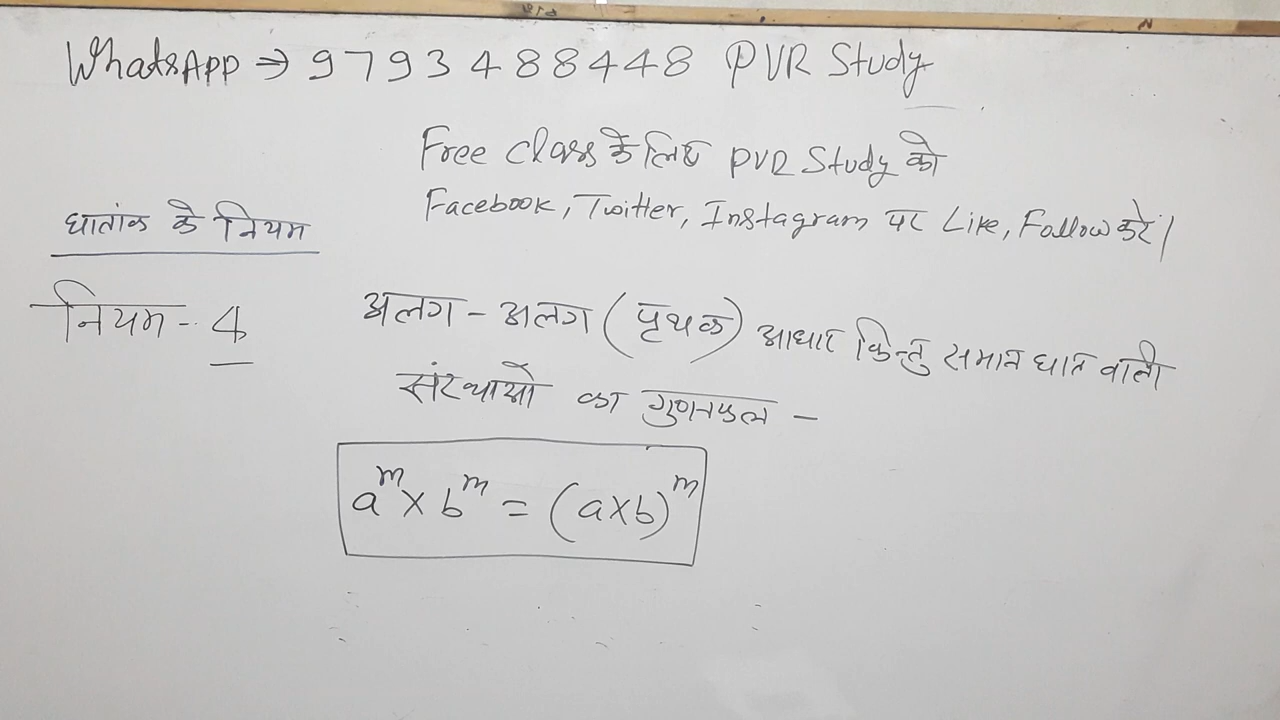 WhatsApp ⇒ 9793488448 PVR Study
Free Class के लिए PVR Study को
Facebook, Twitter, Instagram पर Like, Follow करें।
घातांक के नियम
नियम - 4
अलग - अलग (पृथक) आधार किन्तु समान घात वाली
संख्याओं का गुणनफल -
a^m × b^m = (a×b)^m